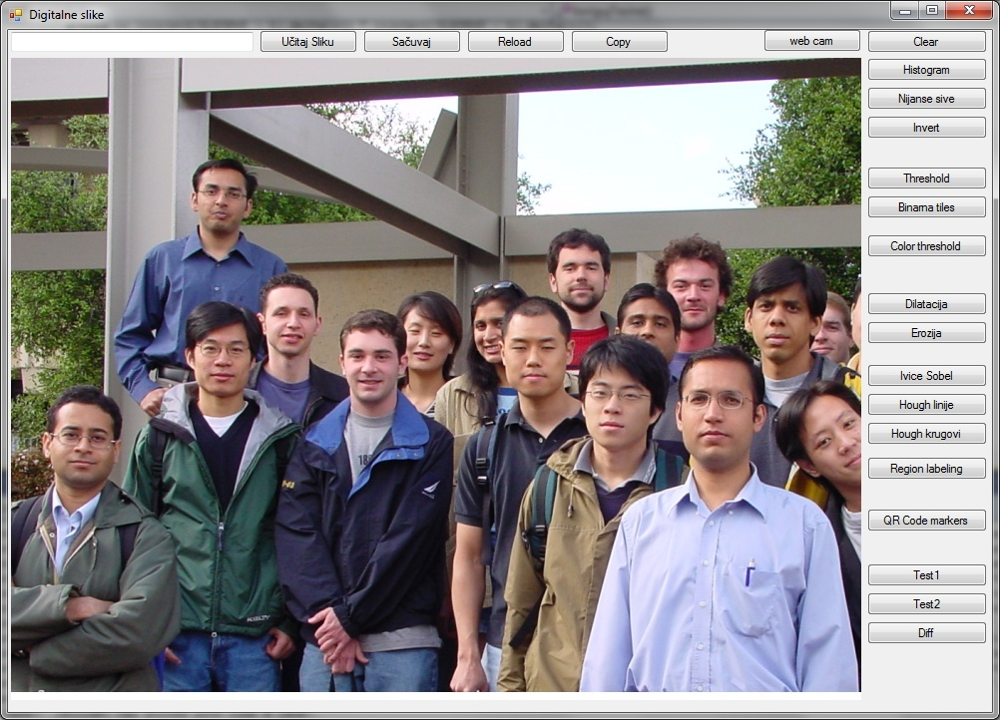 Digitalne slike
Učitaj Sliku
Sačuvaj
Reload
Copy
web cam
Clear
Histogram
Nijanse sive
Invert
Threshold
Binarna tiles
Color threshold
Dilatacija
Erozija
Ivice Sobel
Hough linije
Hough krugovi
Region labeling
QR Code markers
Test1
Test2
Diff